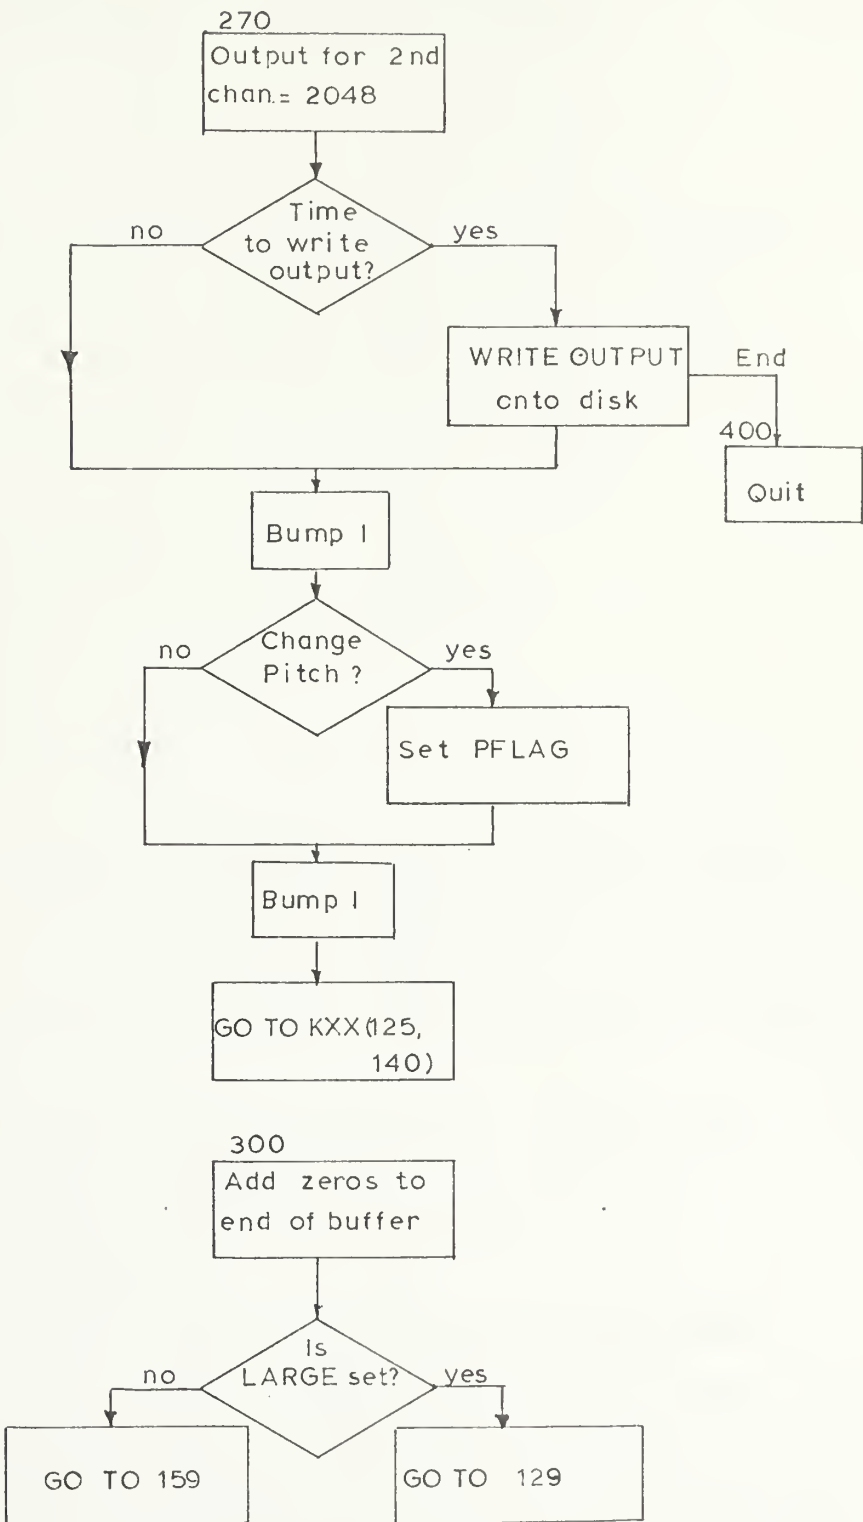 270
Output for 2nd
chan.= 2048
Time
to write
output?
no
yes
WRITE OUTPUT
cnto disk
End
400
Quit
Bump I
Change
Pitch ?
no
yes
Set PFLAG
Bump I
GO TO KXX(125,
140)
300
Add zeros to
end of buffer
Is
LARGE set?
no
yes
GO TO 159
GO TO 129